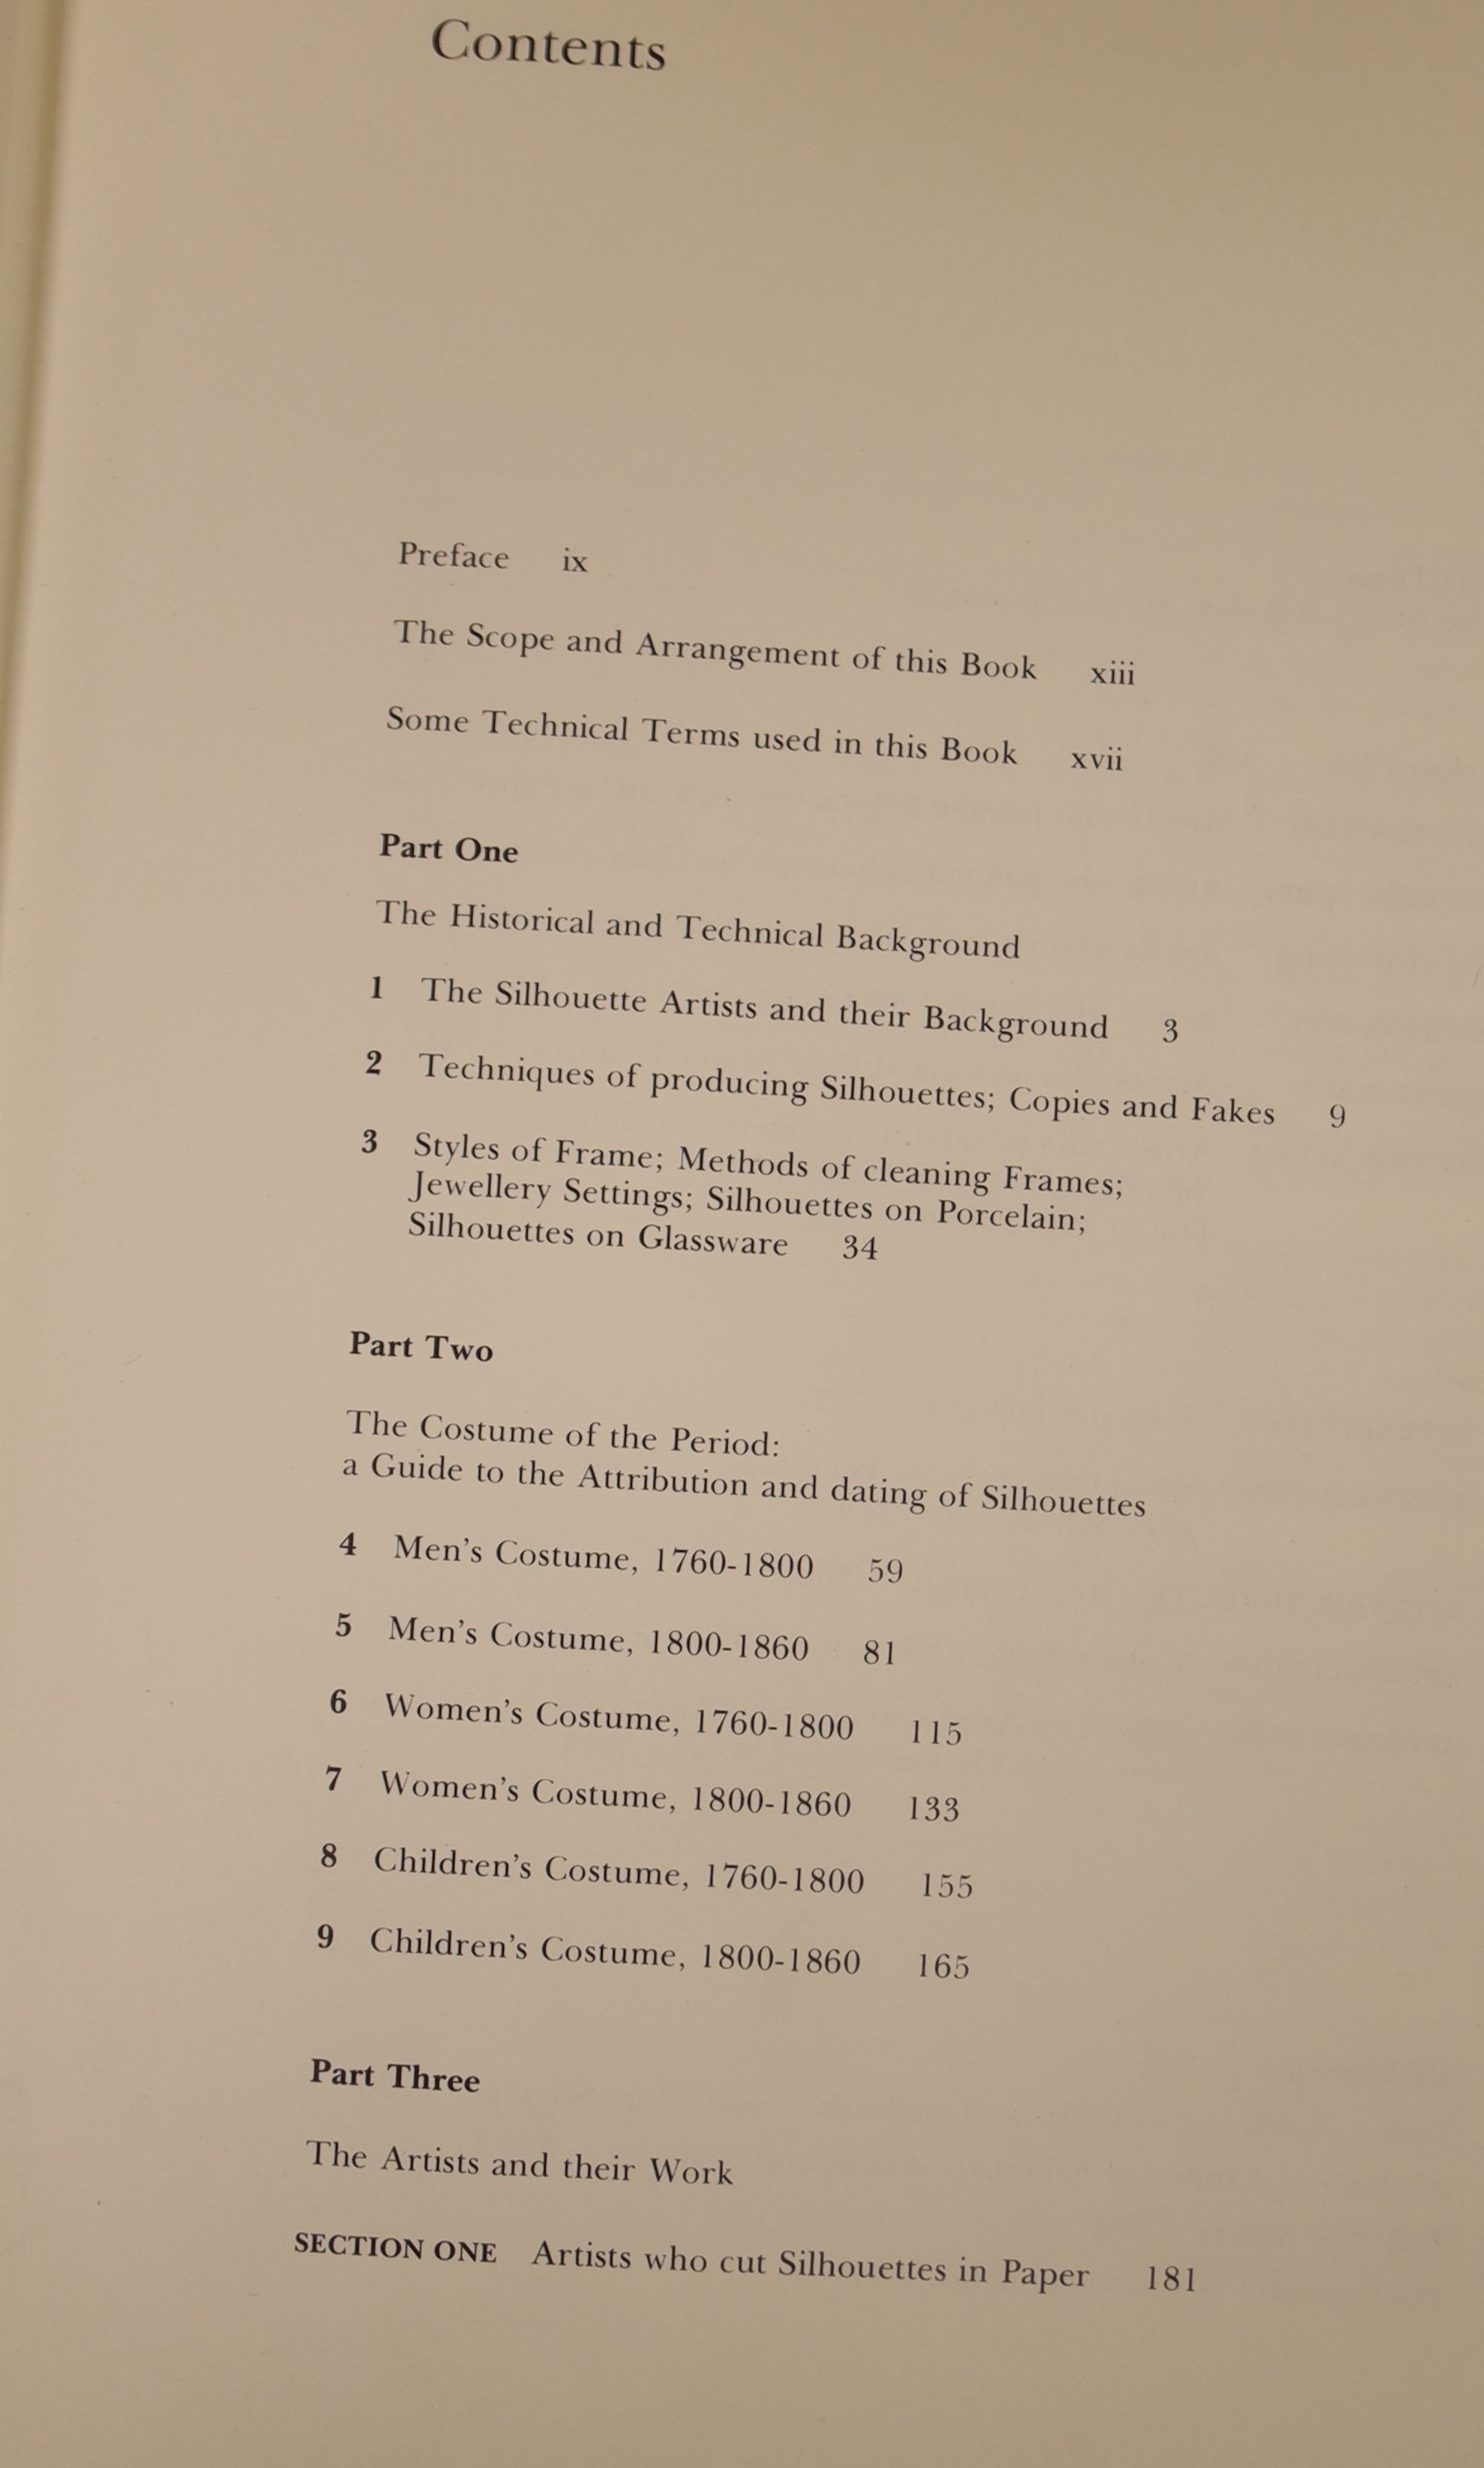 Contents
Preface ix
The Scope and Arrangement of this Book xiii
Some Technical Terms used in this Book xvii
Part One
The Historical and Technical Background
1 The Silhouette Artists and their Background 3
2 Techniques of producing Silhouettes; Copies and Fakes 9
3 Styles of Frame; Methods of cleaning Frames;
Jewellery Settings; Silhouettes on Porcelain;
Silhouettes on Glassware 34
Part Two
The Costume of the Period:
a Guide to the Attribution and dating of Silhouettes
4 Men's Costume, 1760-1800 59
5 Men's Costume, 1800-1860 81
6 Women's Costume, 1760-1800 115
7 Women's Costume, 1800-1860 133
8 Children's Costume, 1760-1800 155
9 Children's Costume, 1800-1860 165
Part Three
The Artists and their Work
SECTION ONE Artists who cut Silhouettes in Paper 181